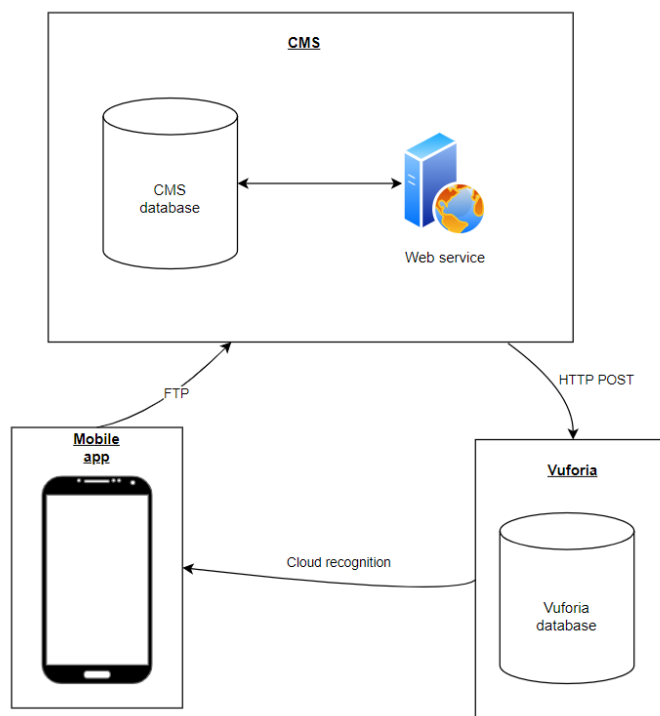 CMS
CMS
database
Web service
FTP
HTTP POST
Mobile
app
Vuforia
Cloud recognition
Vuforia
database